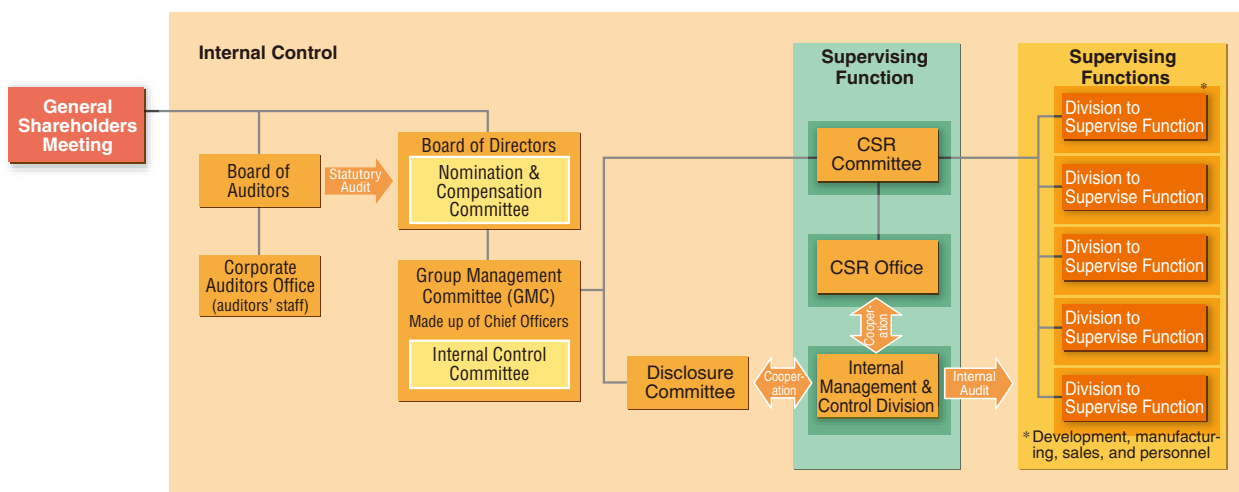 Internal Control
General
Shareholders
Meeting
Board of
Auditors
Statutory
Audit
Corporate
Auditors Office
(auditors' staff)
Board of Directors
Nomination &
Compensation
Committee
Group Management
Committee (GMC)
Made up of Chief Officers
Internal Control
Committee
Disclosure
Committee
Cooper-
ation
Supervising
Function
CSR
Committee
CSR Office
Cooper-
ation
Internal
Management &
Control Division
Internal
Audit
Supervising
Functions
*
Division to
Supervise Function
Division to
Supervise Function
Division to
Supervise Function
Division to
Supervise Function
Division to
Supervise Function
* Development, manufactur-
ing, sales, and personnel